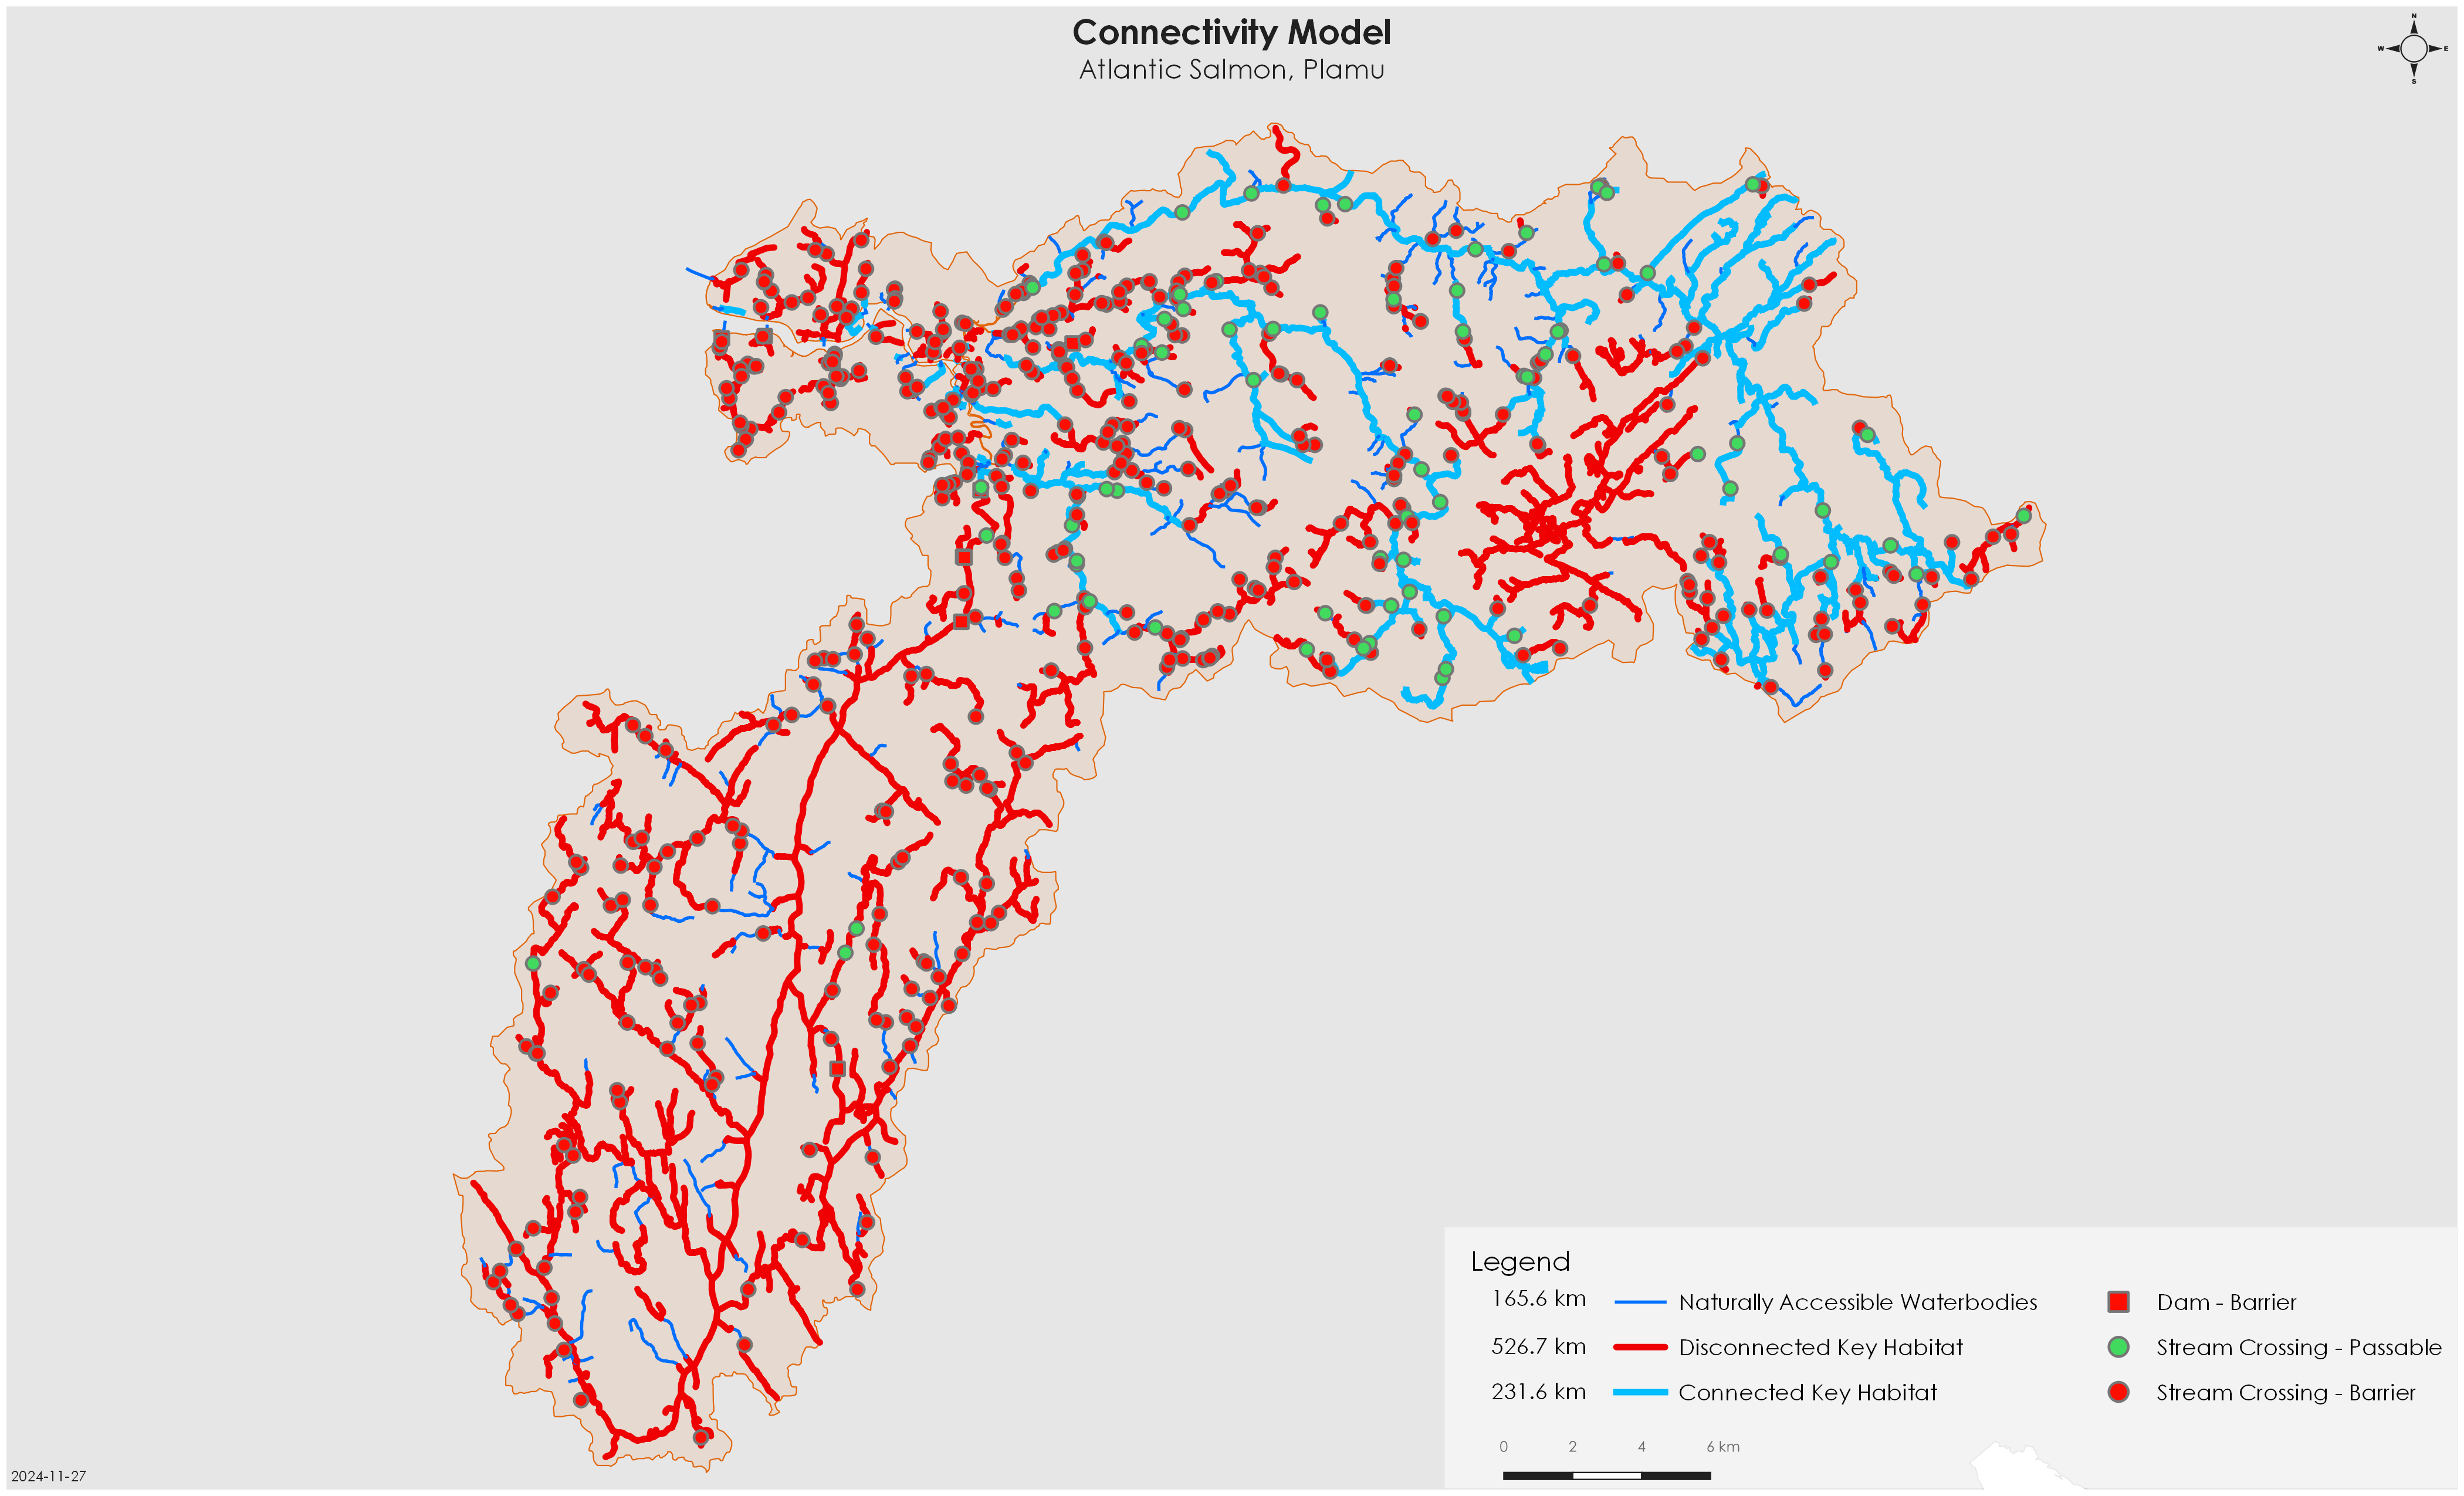 Connectivity Model
Atlantic Salmon, Plamu
N
W E
S
Legend
165.6 km Naturally Accessible Waterbodies
526.7 km Disconnected Key Habitat
231.6 km Connected Key Habitat
Dam - Barrier
Stream Crossing - Passable
Stream Crossing - Barrier
0 2 4 6 km
2024-11-27